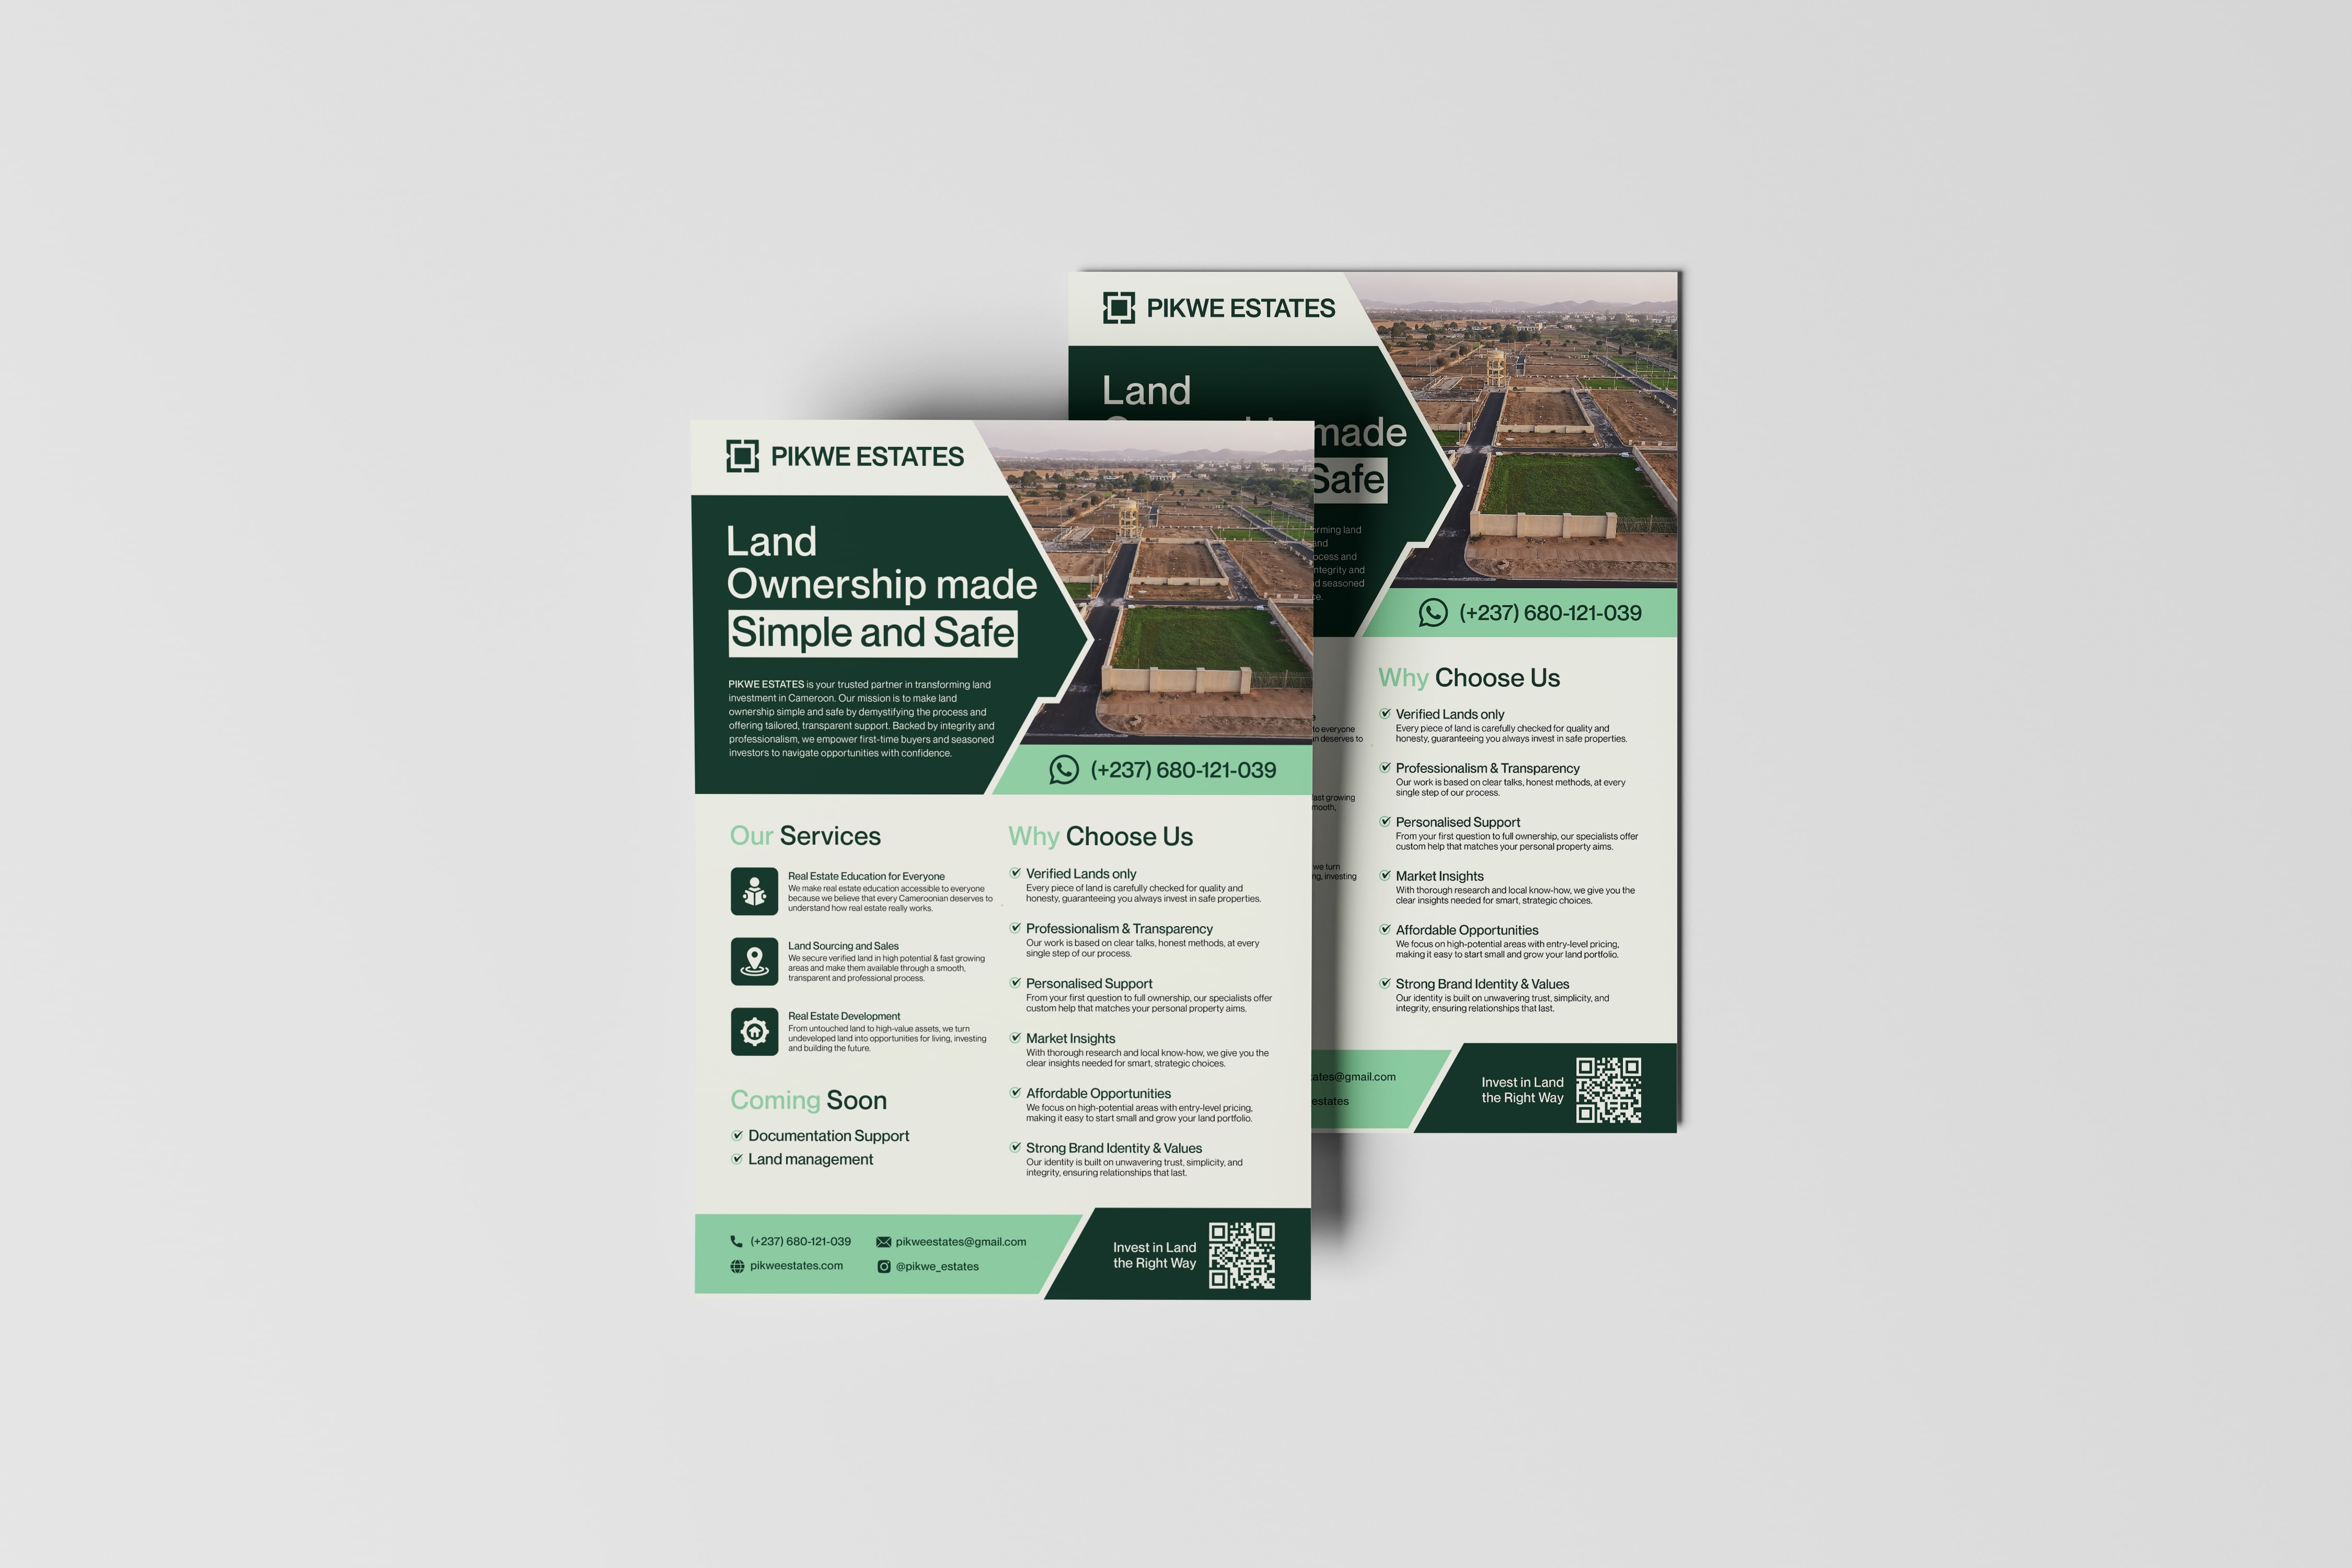 PIKWE ESTATES
Land
Ownership made
Simple and Safe
PIKWE ESTATES is your trusted partner in transforming land
investment in Cameroon. Our mission is to make land
ownership simple and safe by demystifying the process and
offering tailored, transparent support. Backed by integrity and
professionalism, we empower first-time buyers and seasoned
investors to navigate opportunities with confidence.
(+237) 680-121-039
Our Services
Real Estate Education for Everyone
We make real estate education accessible to everyone
because we believe that every Cameroonian deserves to
understand how real estate really works.
Land Sourcing and Sales
We secure verified land in high potential & fast growing
areas and make them available through a smooth,
transparent and professional process.
Real Estate Development
From untouched land to high-value assets, we turn
undeveloped land into opportunities for living, investing
and building the future.
Coming Soon
Documentation Support
Land management
Why Choose Us
Verified Lands only
Every piece of land is carefully checked for quality and
honesty, guaranteeing you always invest in safe properties.
Professionalism & Transparency
Our work is based on clear talks, honest methods, at every
single step of our process.
Personalised Support
From your first question to full ownership, our specialists offer
custom help that matches your personal property aims.
Market Insights
With thorough research and local know-how, we give you the
clear insights needed for smart, strategic choices.
Affordable Opportunities
We focus on high-potential areas with entry-level pricing,
making it easy to start small and grow your land portfolio.
Strong Brand Identity & Values
Our identity is built on unwavering trust, simplicity, and
integrity, ensuring relationships that last.
(+237) 680-121-039
pikweestates@gmail.com
pikweestates.com
@pikwe_estates
Invest in Land
the Right Way
PIKWE ESTATES
Land
made
Safe
land
and
and
seasoned
(+237) 680-121-039
to everyone
deserves to
growing
we turn
investing
Why Choose Us
Verified Lands only
Every piece of land is carefully checked for quality and
honesty, guaranteeing you always invest in safe properties.
Professionalism & Transparency
Our work is based on clear talks, honest methods, at every
single step of our process.
Personalised Support
From your first question to full ownership, our specialists offer
custom help that matches your personal property aims.
Market Insights
With thorough research and local know-how, we give you the
clear insights needed for smart, strategic choices.
Affordable Opportunities
We focus on high-potential areas with entry-level pricing,
making it easy to start small and grow your land portfolio.
Strong Brand Identity & Values
Our identity is built on unwavering trust, simplicity, and
integrity, ensuring relationships that last.
ates@gmail.com
estates
Invest in Land
the Right Way